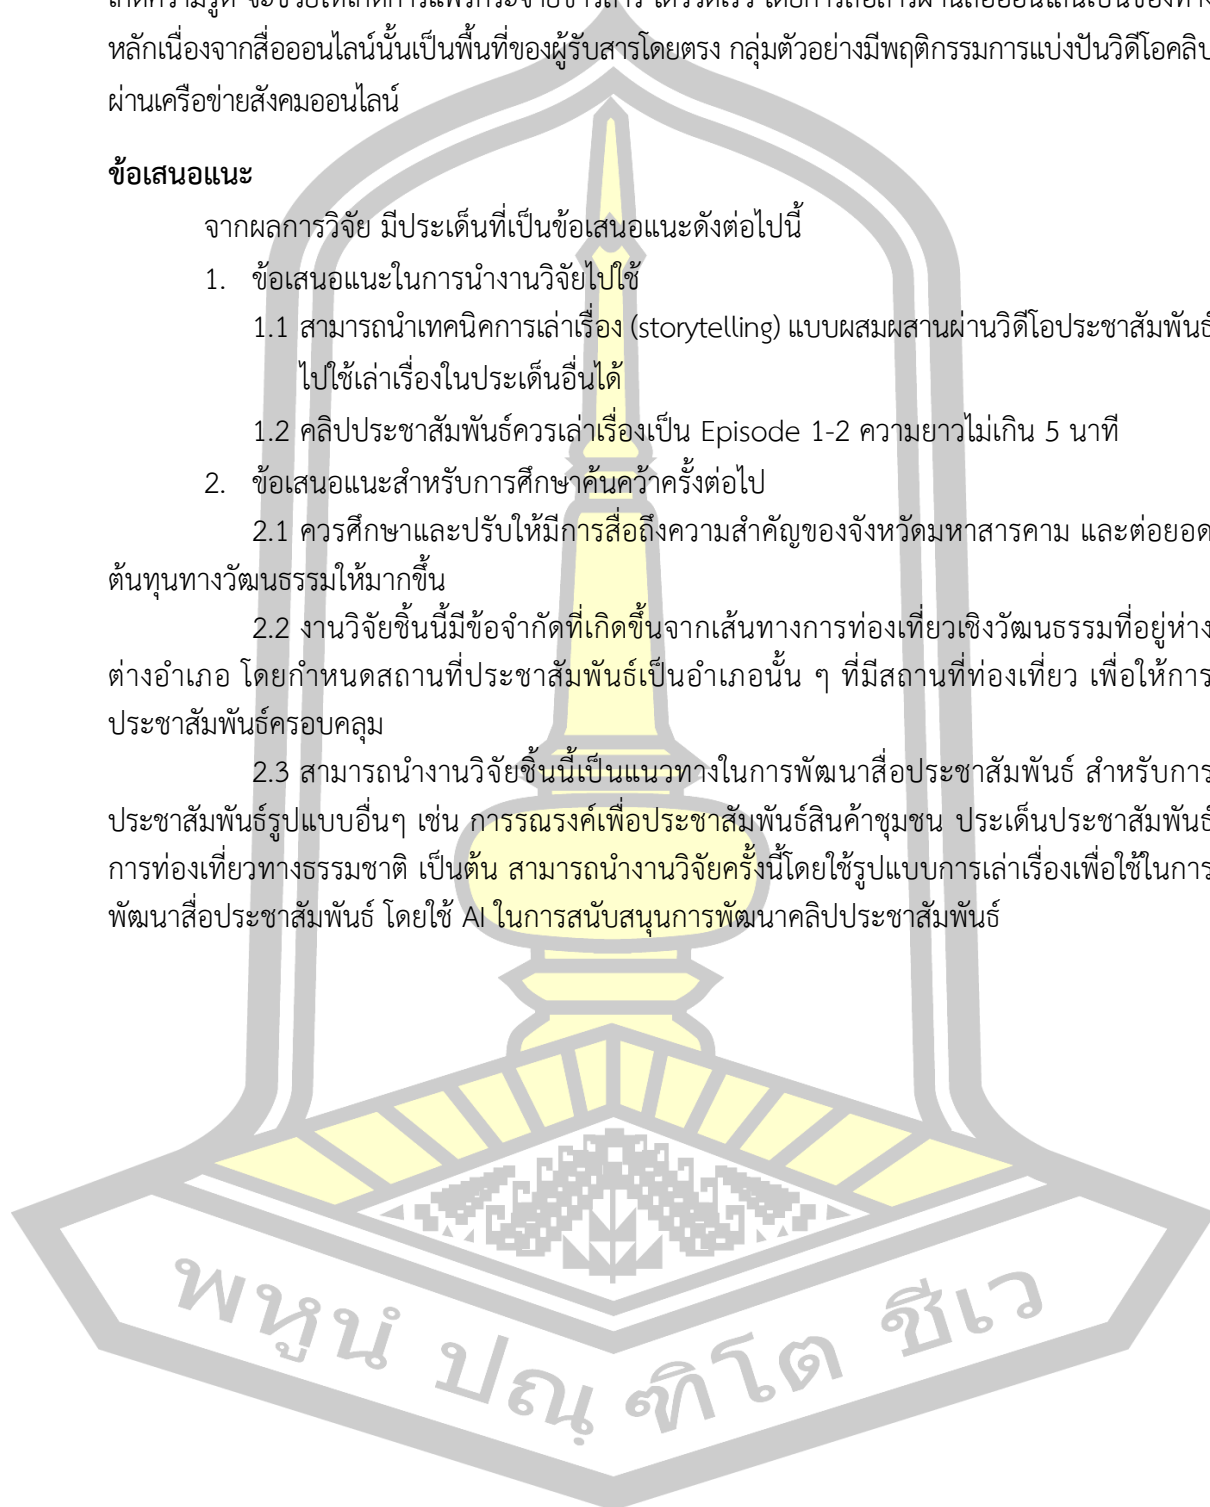 หลักเนื่องจากสื่อออนไลน์นั้นเป็นพื้นที่ของผู้รับสารโดยตรง กลุ่มตัวอย่างมีพฤติกรรมการแบ่งปันวิดีโอคลิป
ผ่านเครือข่ายสังคมออนไลน์
ข้อเสนอแนะ
จากผลการวิจัย มีประเด็นที่เป็นข้อเสนอแนะดังต่อไปนี้
1. ข้อเสนอแนะในการนำงานวิจัยไปใช้
1.1 สามารถนำเทคนิคการเล่าเรื่อง (storytelling) แบบผสมผสานผ่านวิดีโอประชาสัมพันธ์
ไปใช้เล่าเรื่องในประเด็นอื่นได้
1.2 คลิปประชาสัมพันธ์ควรเล่าเรื่องเป็น Episode 1-2 ความยาวไม่เกิน 5 นาที
2. ข้อเสนอแนะสำหรับการศึกษาค้นคว้าครั้งต่อไป
2.1 ควรศึกษาและปรับให้มีการสื่อถึงความสำคัญของจังหวัดมหาสารคาม และต่อยอด
ต้นทุนทางวัฒนธรรมให้มากขึ้น
2.2 งานวิจัยชิ้นนี้มีข้อจำกัดที่เกิดขึ้นจากเส้นทางการท่องเที่ยวเชิงวัฒนธรรมที่อยู่ห่าง
ต่างอำเภอ โดยกำหนดสถานที่ประชาสัมพันธ์เป็นอำเภอนั้น ๆ ที่มีสถานที่ท่องเที่ยว เพื่อให้การ
ประชาสัมพันธ์ครอบคลุม
2.3 สามารถนำงานวิจัยชิ้นนี้เป็นแนวทางในการพัฒนาสื่อประชาสัมพันธ์ สำหรับการ
ประชาสัมพันธ์รูปแบบอื่นๆ เช่น การรณรงค์เพื่อประชาสัมพันธ์สินค้าชุมชน ประเด็นประชาสัมพันธ์
การท่องเที่ยวทางธรรมชาติ เป็นต้น สามารถนำงานวิจัยครั้งนี้โดยใช้รูปแบบการเล่าเรื่องเพื่อใช้ในการ
พัฒนาสื่อประชาสัมพันธ์ โดยใช้ AI ในการสนับสนุนการพัฒนาคลิปประชาสัมพันธ์
พหูนํ ปณฺฑิโต ชีเว